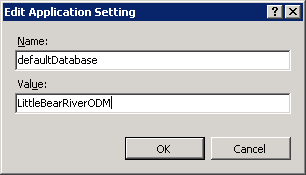 Edit Application Setting
Name:
defaultDatabase
Value:
LittleBearRiverODM
OK
Cancel